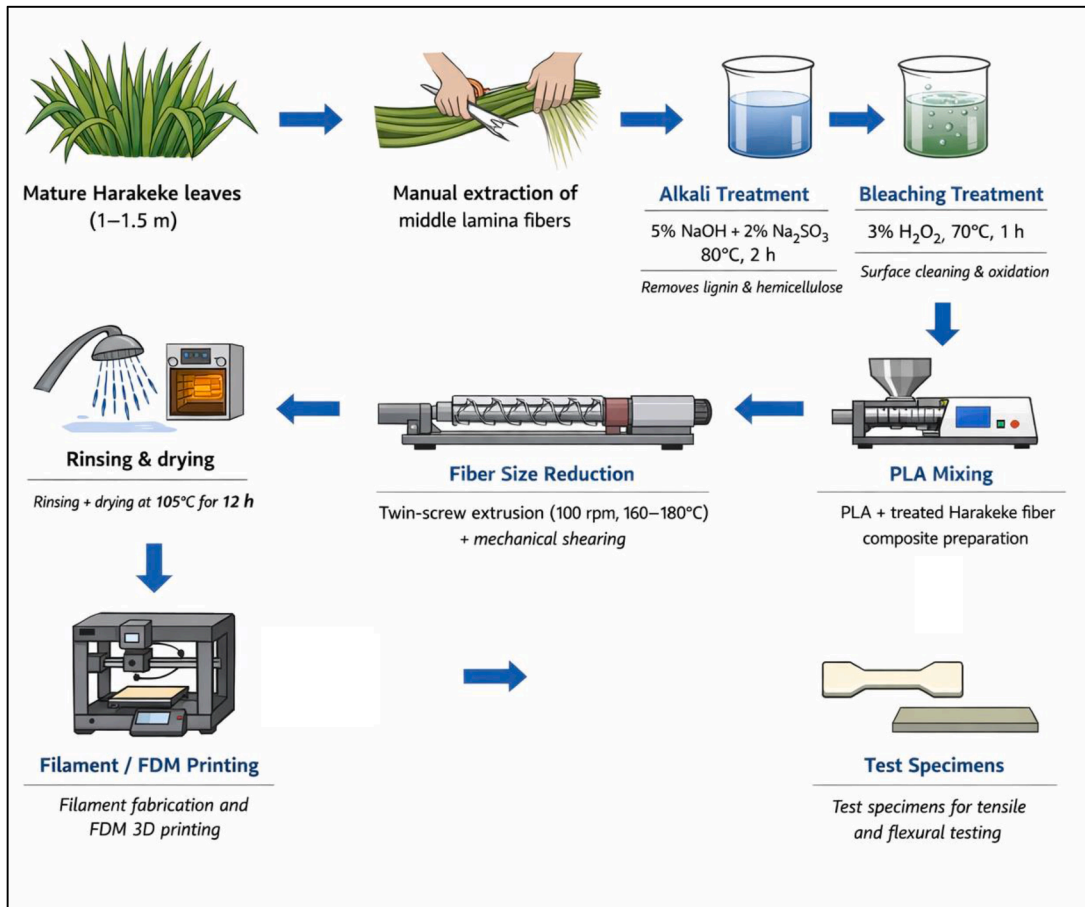 Mature Harakeke leaves
(1–1.5 m)
Manual extraction of
middle lamina fibers
Alkali Treatment
5% NaOH + 2% Na₂SO₃
80°C, 2 h
Removes lignin & hemicellulose
Bleaching Treatment
3% H₂O₂, 70°C, 1 h
Surface cleaning & oxidation
Rinsing & drying
Rinsing + drying at 105°C for 12 h
Fiber Size Reduction
Twin-screw extrusion (100 rpm, 160–180°C)
+ mechanical shearing
PLA Mixing
PLA + treated Harakeke fiber
composite preparation
Filament / FDM Printing
Filament fabrication and
FDM 3D printing
Test Specimens
Test specimens for tensile
and flexural testing